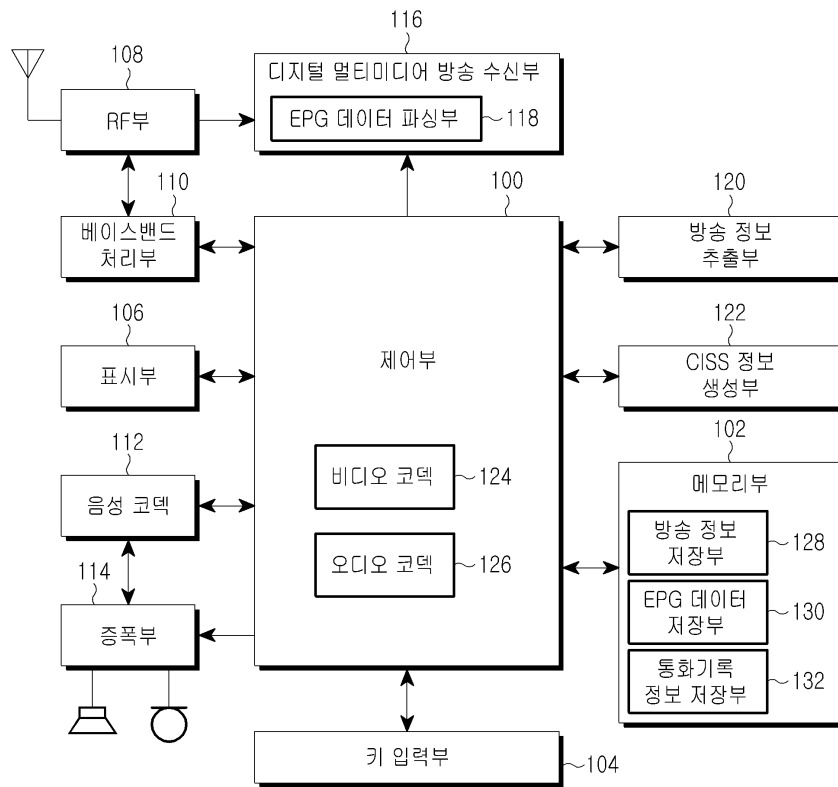 116
디지털 멀티미디어 방송 수신부
EPG 데이터 파싱부
118
108
RF부
110
베이스밴드
처리부
100
제어부
120
방송 정보
추출부
106
표시부
122
CISS 정보
생성부
112
음성 코덱
비디오 코덱
124
오디오 코덱
126
102
메모리부
방송 정보
저장부
128
EPG 데이터
저장부
130
통화기록
정보 저장부
132
114
증폭부
키 입력부
104